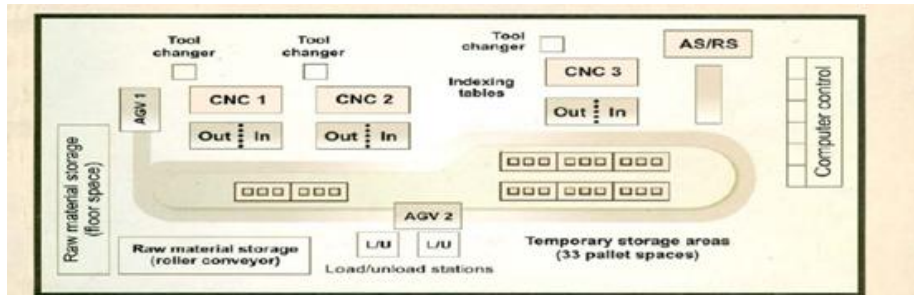 Tool
changer
Tool
changer
Tool
changer
AS/RS
AGV 1
CNC 1
CNC 2
Indexing
tables
CNC 3
Out In
Out In
Out In
Computer control
Raw material storage
(floor space)
AGV 2
Raw material storage
(roller conveyor)
L/U
L/U
Load/unload stations
Temporary storage areas
(33 pallet spaces)